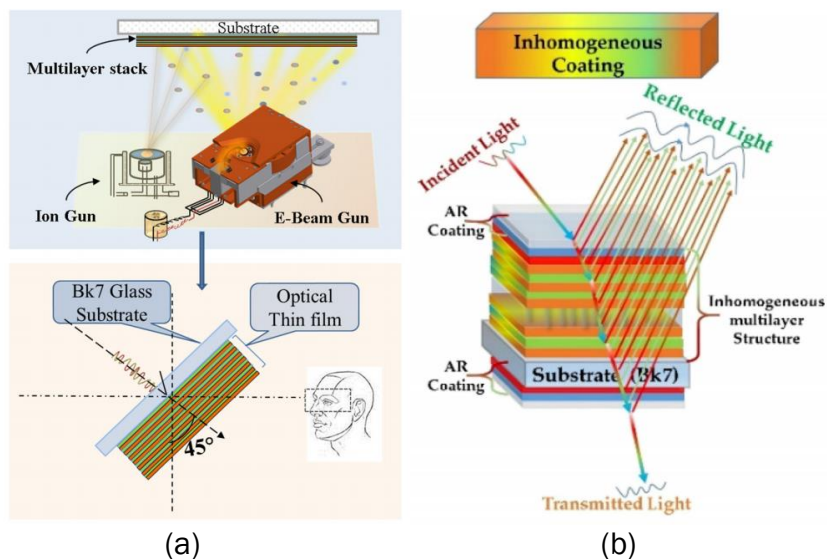 Substrate
Multilayer stack
Ion Gun
E-Beam Gun
Bk7 Glass
Substrate
Optical
Thin film
45°
(a)
Inhomogeneous
Coating
Incident Light
Reflected Light
AR
Coating
Inhomogeneous
multilayer
Structure
AR
Coating
Substrate (Bk7)
Transmitted Light
(b)